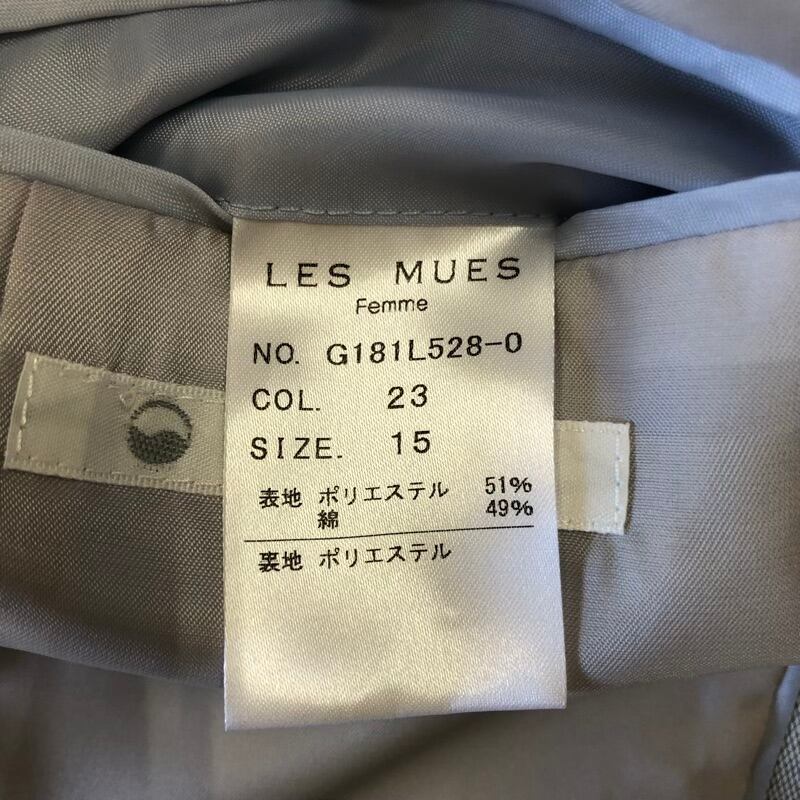 LES MUES
Femme
NO. G181L528-0
COL. 23
SIZE. 15
表地 ポリエステル 51%
綿 49%
裏地 ポリエステル